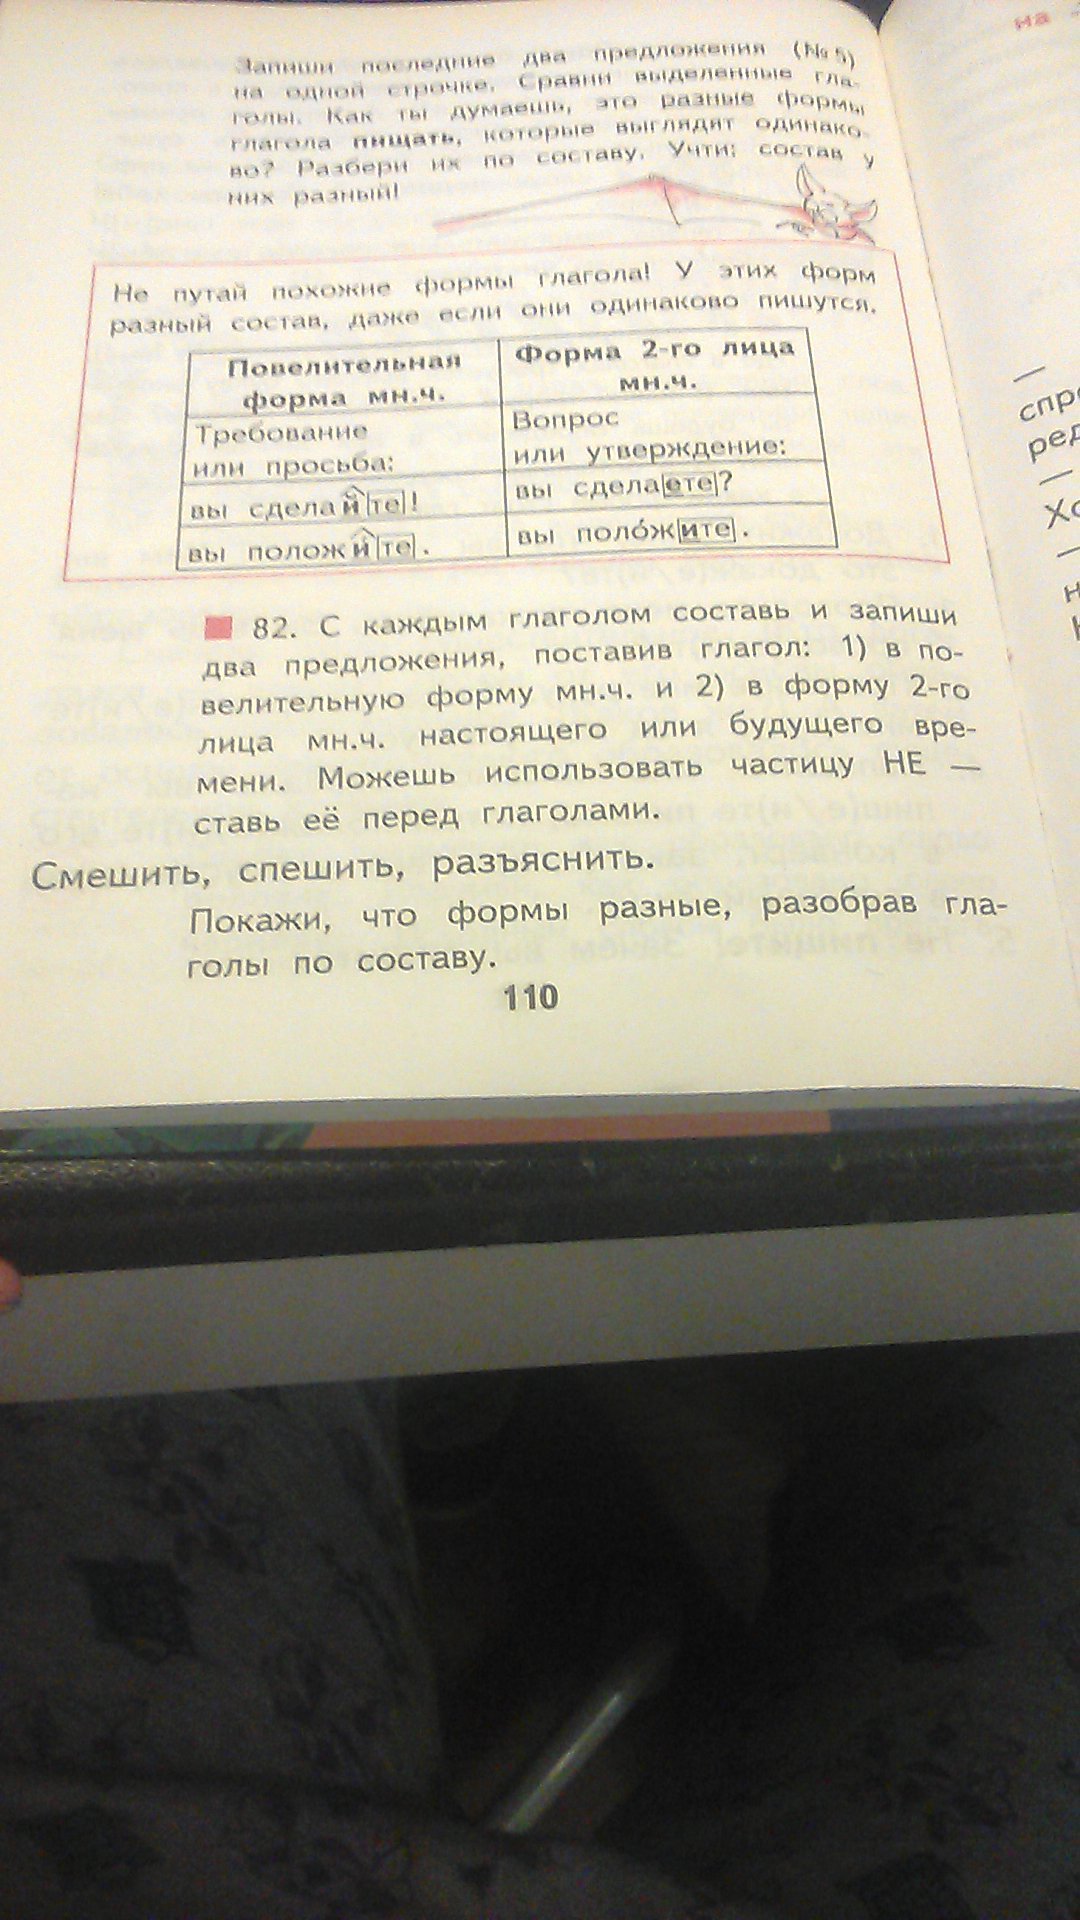 Запиши последние два предложения (№ 5)
на одной строчке. Сравни выделенные гла-
голы. Как ты думаешь, это разные формы
глагола пищать, которые выглядят одинако-
во? Разбери их по составу. Учти: состав у
них разный!
Не путай похожие формы глагола! У этих форм
разный состав, даже если они одинаково пишутся.
Повелительная форма мн.ч.
Форма 2-го лица мн.ч.
Требование
или просьба:
Вопрос
или утверждение:
вы сделайте!
вы сделаете?
вы положите.
вы поло́жите.
82. С каждым глаголом составь и запиши
два предложения, поставив глагол: 1) в по-
велительную форму мн.ч. и 2) в форму 2-го
лица мн.ч. настоящего или будущего вре-
мени. Можешь использовать частицу НЕ —
ставь её перед глаголами.
Смешить, спешить, разъяснить.
Покажи, что формы разные, разобрав гла-
голы по составу.
110
на
—
—
—